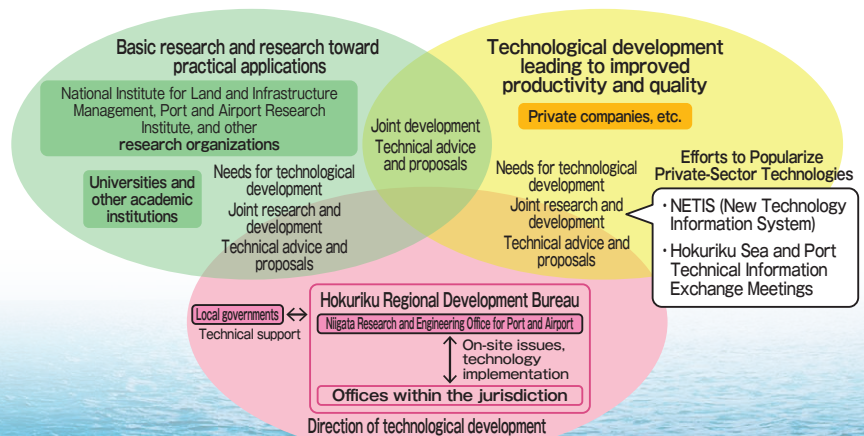 Basic research and research toward
practical applications
National Institute for Land and Infrastructure
Management, Port and Airport Research
Institute, and other
research organizations
Universities and
other academic
institutions
Needs for technological
development
Joint research and
development
Technical advice and
proposals
Joint development
Technical advice
and proposals
Technological development
leading to improved
productivity and quality
Private companies, etc.
Needs for technological
development
Joint research and
development
Technical advice and
proposals
Efforts to Popularize
Private-Sector Technologies
・NETIS (New Technology
Information System)
・Hokuriku Sea and Port
Technical Information
Exchange Meetings
Hokuriku Regional Development Bureau
Local governments
Technical support
Niigata Research and Engineering Office for Port and Airport
On-site issues,
technology
implementation
Offices within the jurisdiction
Direction of technological development